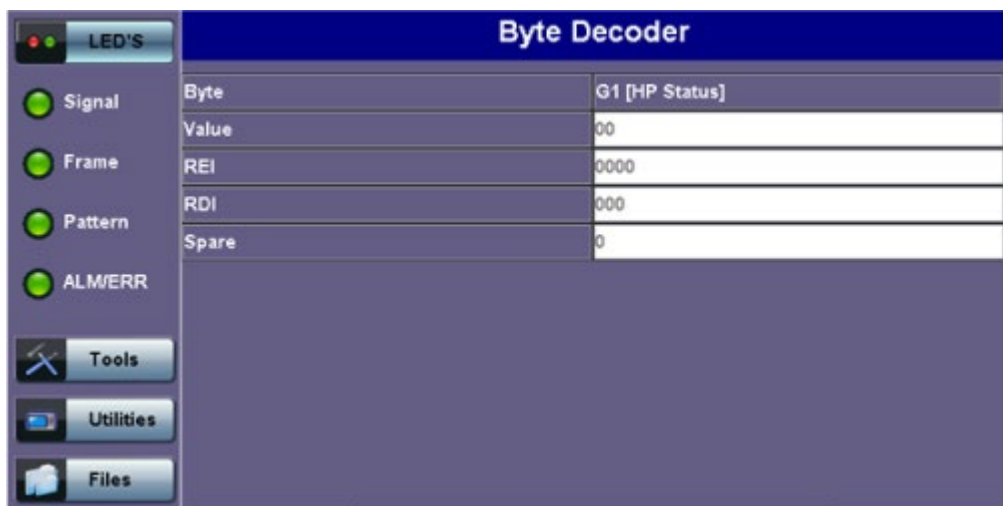 LED'S
Byte Decoder
Signal
Byte G1 [HP Status]
Value 00
Frame
REI 0000
RDI 000
Pattern
Spare 0
ALM/ERR
Tools
Utilities
Files